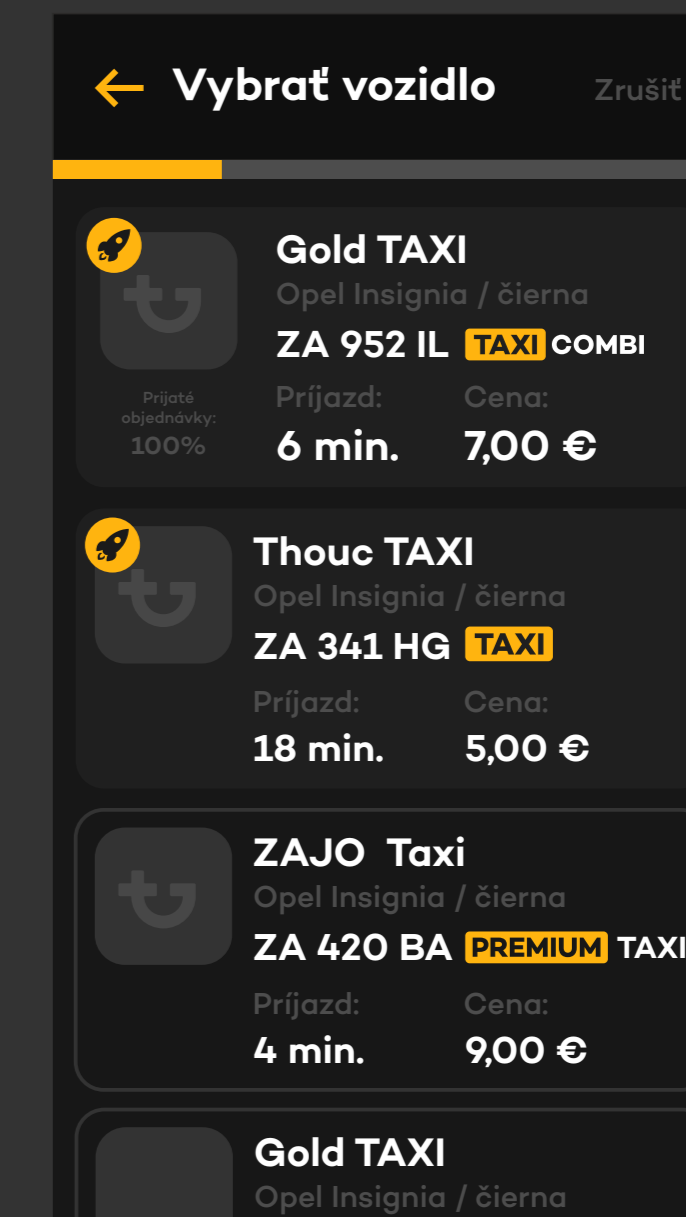 Vybrať vozidlo Zrušiť
Gold TAXI
Opel Insignia / čierna
ZA 952 IL TAXI COMBI
Prijaté
objednávky:
100%
Príjazd: Cena:
6 min. 7,00 €
Thouc TAXI
Opel Insignia / čierna
ZA 341 HG TAXI
Príjazd: Cena:
18 min. 5,00 €
ZAJO Taxi
Opel Insignia / čierna
ZA 420 BA PREMIUM TAXI
Príjazd: Cena:
4 min. 9,00 €
Gold TAXI
Opel Insignia / čierna